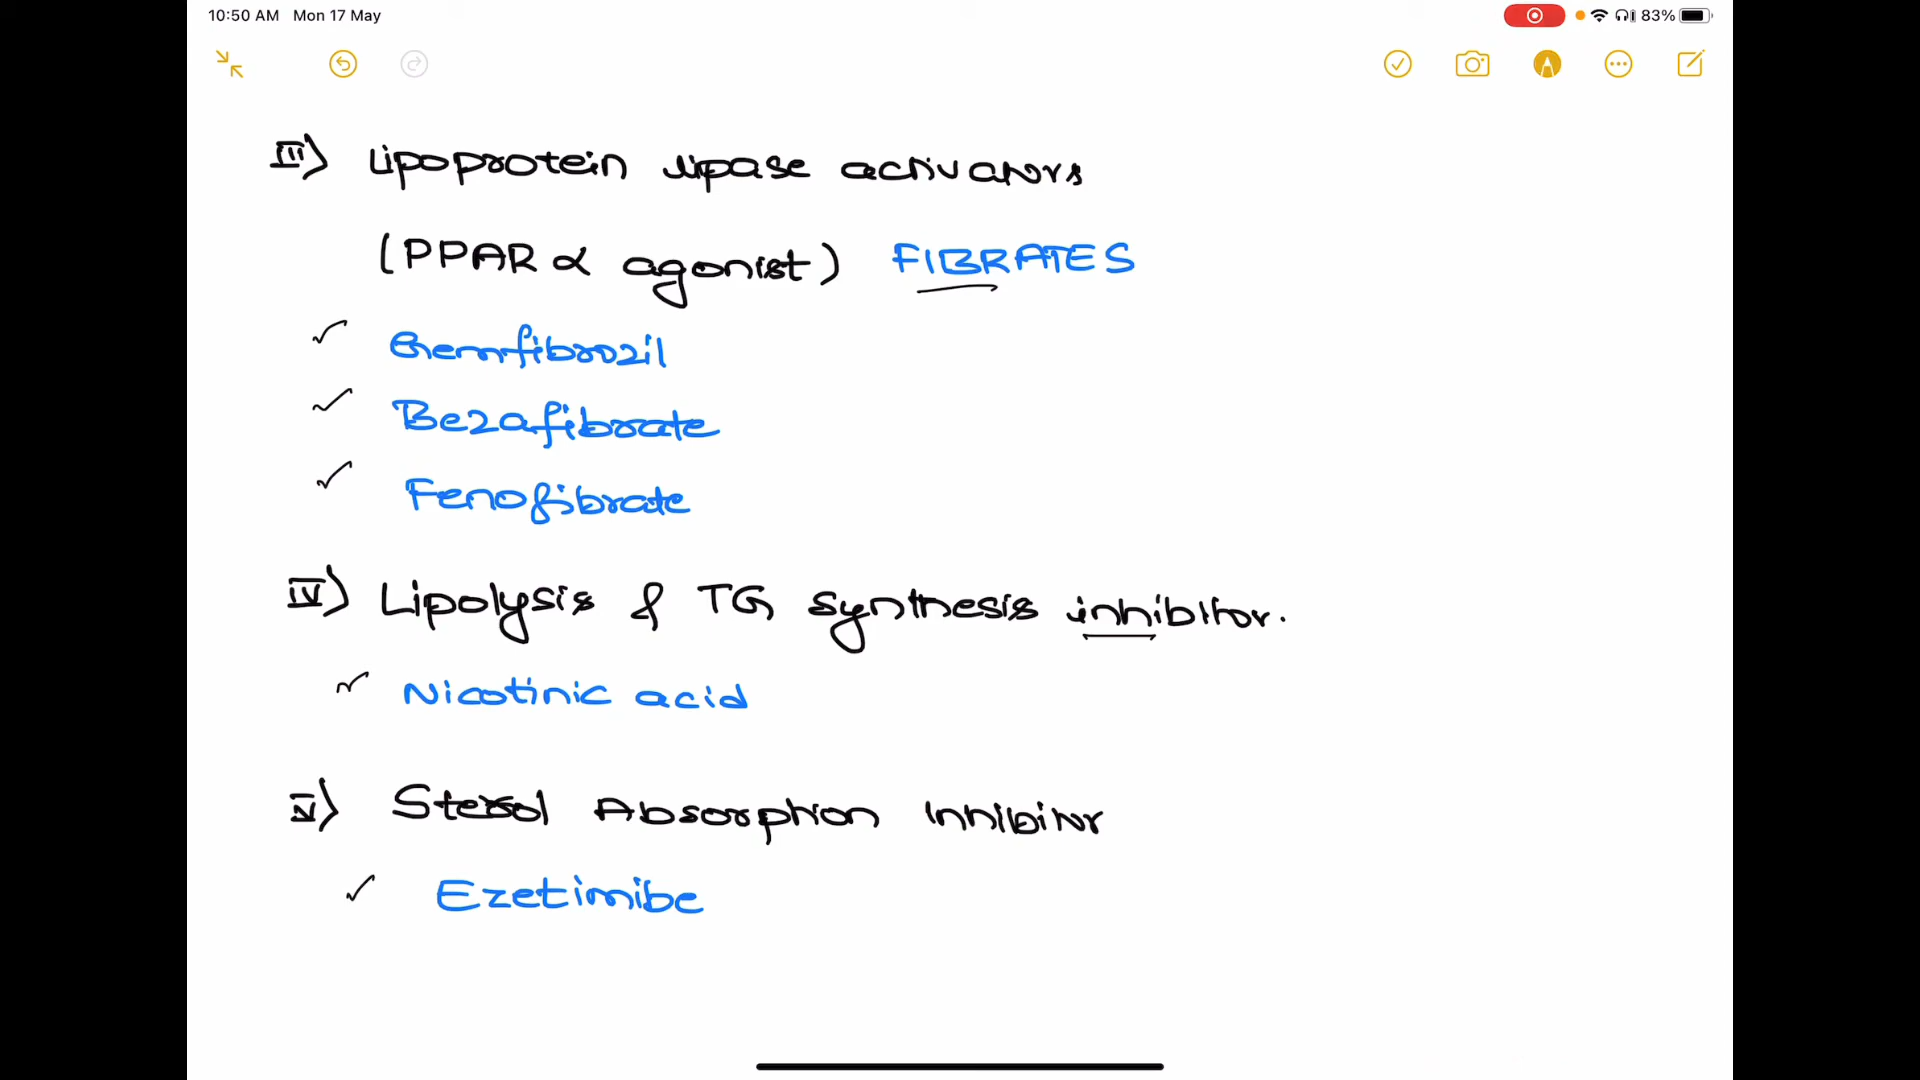 10:50 AM Mon 17 May 83%
III) Lipoprotein lipase activators
(PPAR α agonist) FIBRATES
✓ Gemfibrozil
✓ Bezafibrate
✓ Fenofibrate
IV) Lipolysis & TG synthesis inhibitor.
✓ Nicotinic acid
V) Sterol Absorption Inhibitor
✓ Ezetimibe